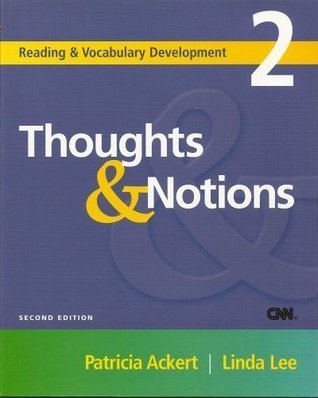 Reading & Vocabulary Development 2
Thoughts
& Notions
SECOND EDITION
CNN®
Patricia Ackert | Linda Lee